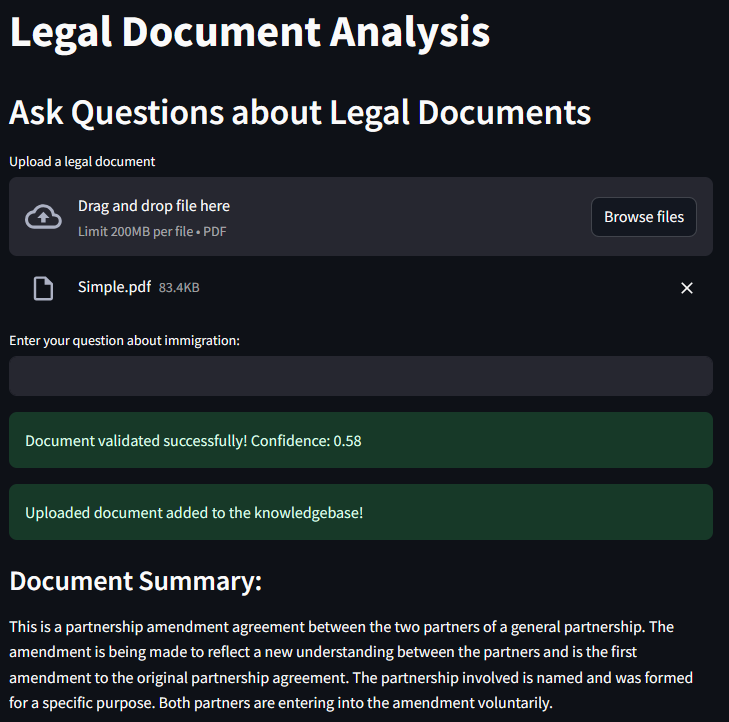 Legal Document Analysis
Ask Questions about Legal Documents
Upload a legal document
Drag and drop file here
Limit 200MB per file • PDF
Browse files
Simple.pdf 83.4KB
Enter your question about immigration:
Document validated successfully! Confidence: 0.58
Uploaded document added to the knowledgebase!
Document Summary:
This is a partnership amendment agreement between the two partners of a general partnership. The
amendment is being made to reflect a new understanding between the partners and is the first
amendment to the original partnership agreement. The partnership involved is named and was formed
for a specific purpose. Both partners are entering into the amendment voluntarily.